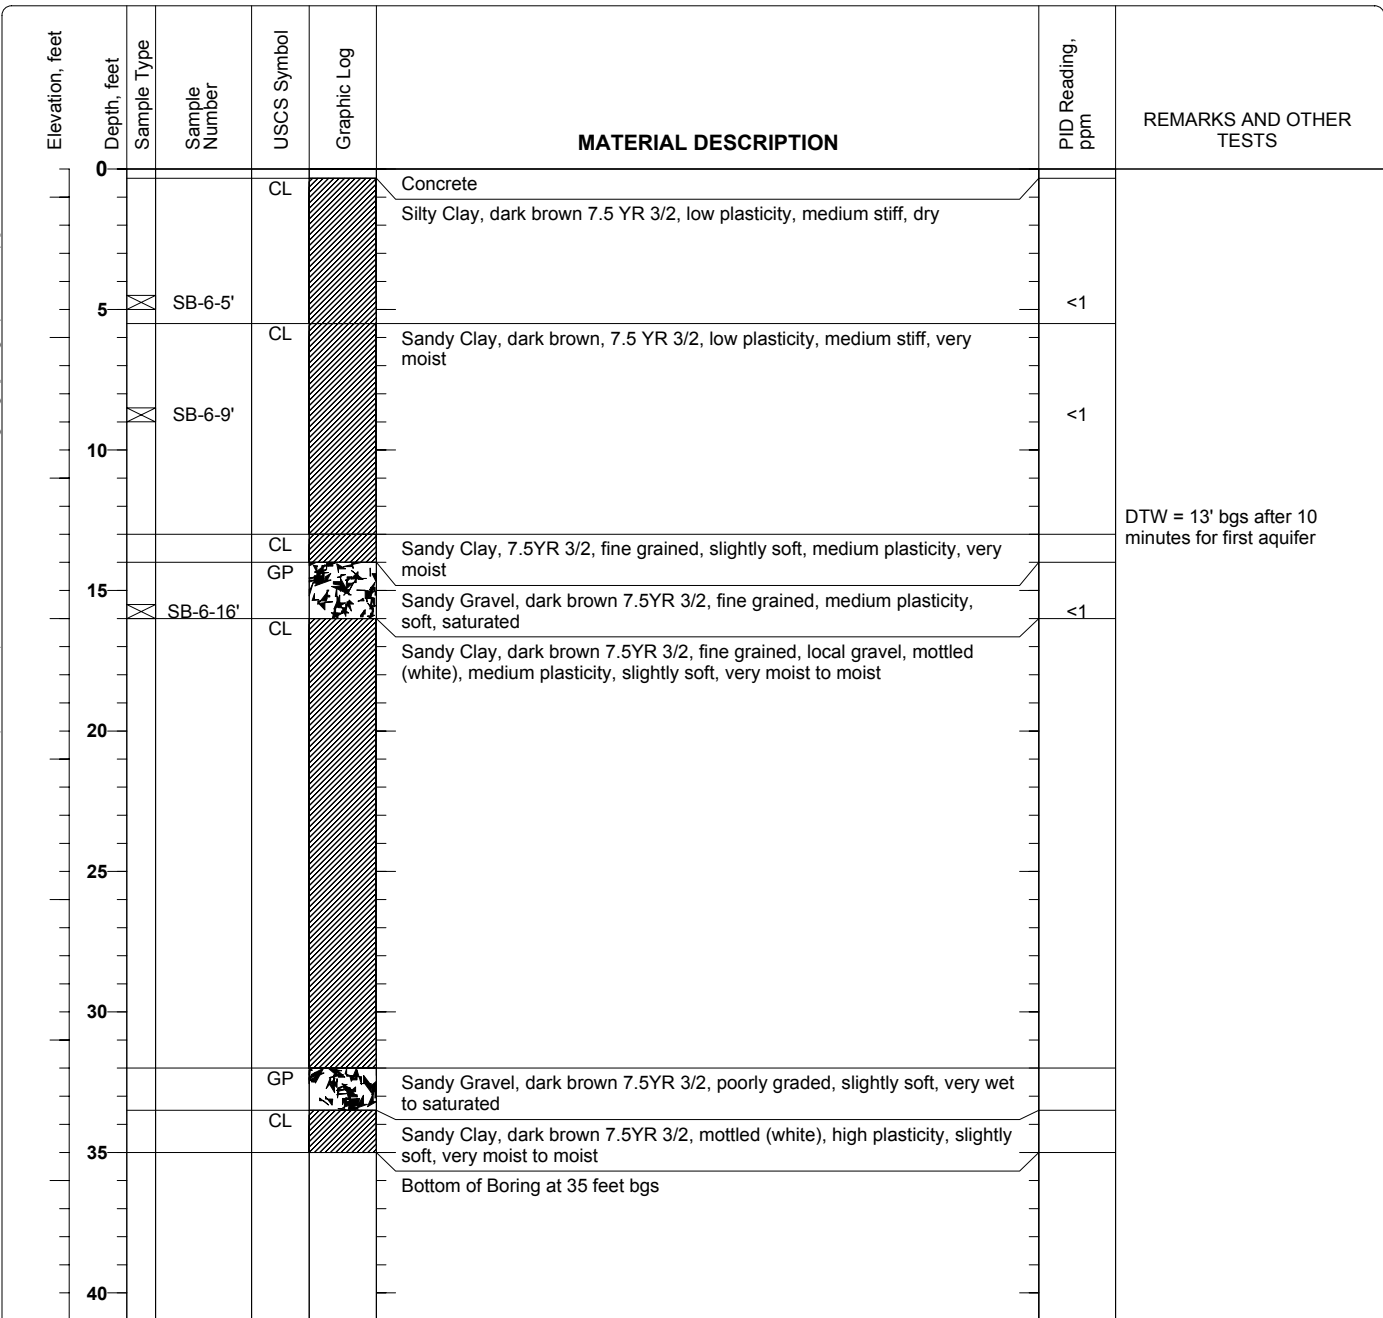 Elevation, feet
Depth, feet
Sample Type
Sample
Number
USCS Symbol
Graphic Log
MATERIAL DESCRIPTION
PID Reading,
ppm
REMARKS AND OTHER
TESTS
0
CL
Concrete
Silty Clay, dark brown 7.5 YR 3/2, low plasticity, medium stiff, dry
5
SB-6-5'
<1
CL
Sandy Clay, dark brown, 7.5 YR 3/2, low plasticity, medium stiff, very
moist
SB-6-9'
<1
10
DTW = 13' bgs after 10
minutes for first aquifer
CL
Sandy Clay, 7.5YR 3/2, fine grained, slightly soft, medium plasticity, very
moist
GP
15
Sandy Gravel, dark brown 7.5YR 3/2, fine grained, medium plasticity,
soft, saturated
SB-6-16'
<1
CL
Sandy Clay, dark brown 7.5YR 3/2, fine grained, local gravel, mottled
(white), medium plasticity, slightly soft, very moist to moist
20
25
30
GP
Sandy Gravel, dark brown 7.5YR 3/2, poorly graded, slightly soft, very wet
to saturated
CL
Sandy Clay, dark brown 7.5YR 3/2, mottled (white), high plasticity, slightly
soft, very moist to moist
35
Bottom of Boring at 35 feet bgs
40